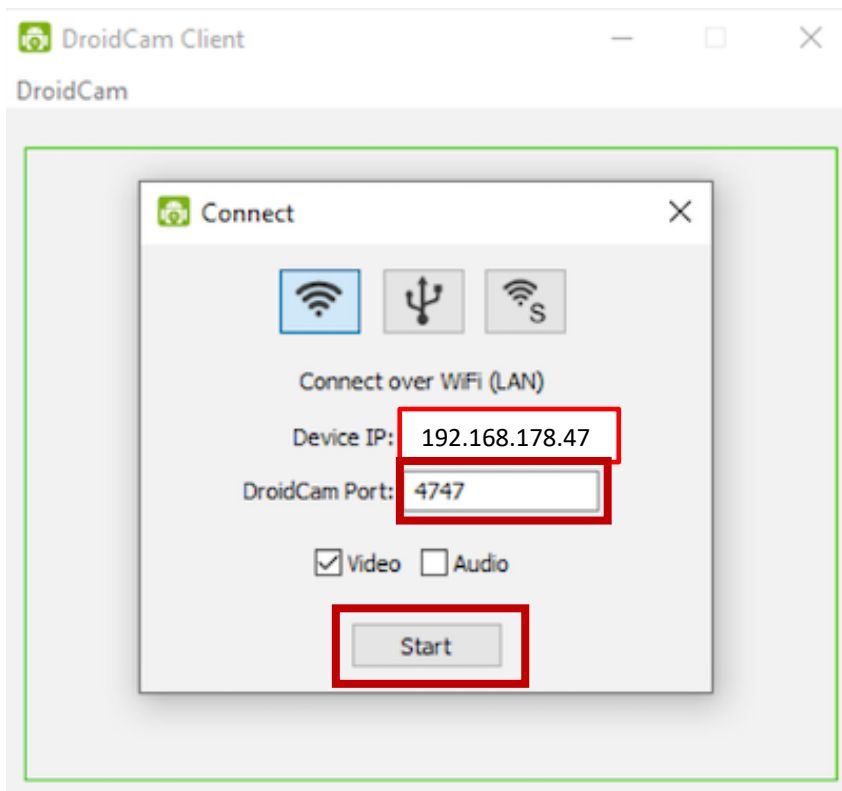 DroidCam Client
DroidCam
Connect
S
Connect over WiFi (LAN)
Device IP: 192.168.178.47
DroidCam Port: 4747
Video Audio
Start